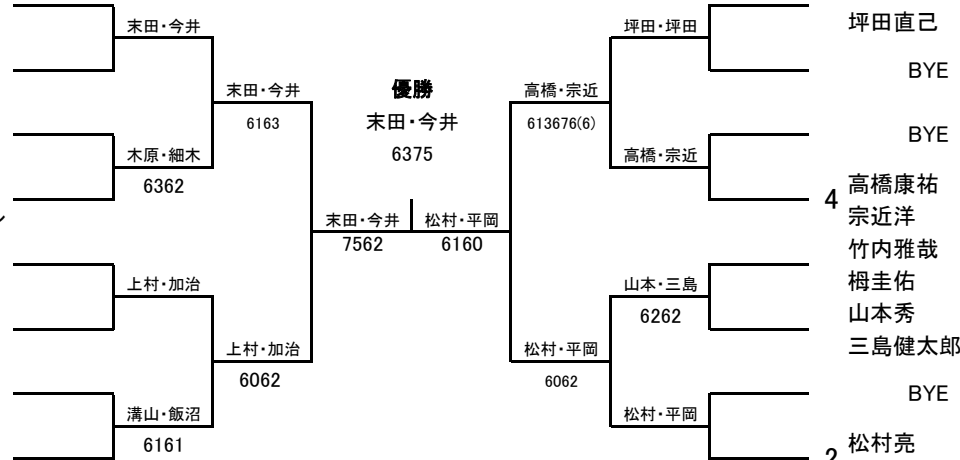 末田・今井
末田・今井
6163
木原・細木
6362
上村・加治
上村・加治
6062
溝山・飯沼
6161
優勝
末田・今井
6375
末田・今井
7562
松村・平岡
6160
坪田・坪田
高橋・宗近
613676(6)
高橋・宗近
山本・三島
6262
松村・平岡
6062
松村・平岡
坪田直己
BYE
BYE
4
高橋康祐
宗近洋
竹内雅哉
栂圭佑
山本秀
三島健太郎
BYE
2
松村亮